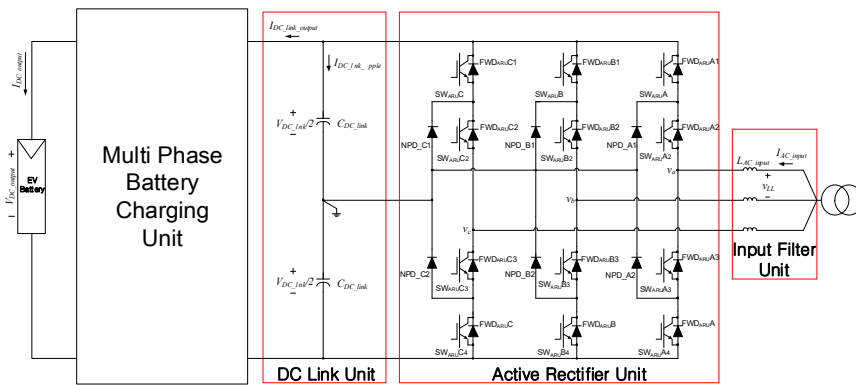 I_DC_link_output
I_DC_output
I_DC_lnk_pple
V_DC_lnk/2
C_DC_link
V_DC_output
+
−
EV
Battery
Multi Phase
Battery
Charging
Unit
+
−
+
−
V_DC_lnk/2
C_DC_link
DC Link Unit
FWD_ARU C1
FWD_ARU B1
FWD_ARU A1
SW_ARU C
SW_ARU B
SW_ARU A
FWD_ARU C2
FWD_ARU B2
FWD_ARU A2
NPD_C1
SW_ARU C2
NPD_B1
SW_ARU B2
NPD_A1
SW_ARU A2
v_a
v_b
v_c
FWD_ARU C3
FWD_ARU B3
FWD_ARU A3
NPD_C2
SW_ARU C3
NPD_B2
SW_ARU B3
NPD_A2
SW_ARU A3
FWD_ARU C
FWD_ARU B
FWD_ARU A
SW_ARU C4
SW_ARU B4
SW_ARU A4
Active Rectifier Unit
L_AC_input
I_AC_input
+
v_LL
−
Input Filter
Unit